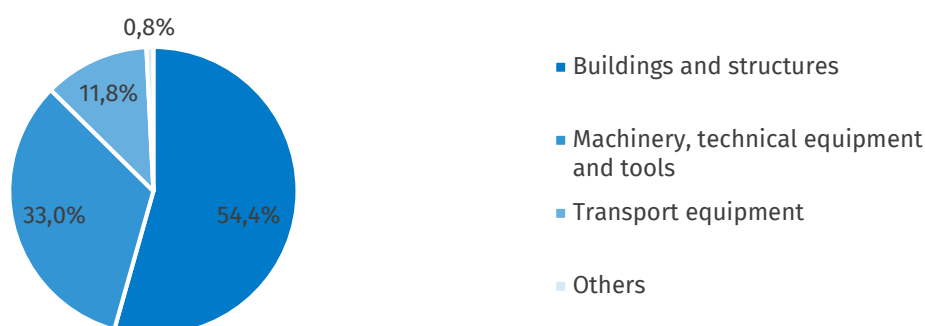 0,8%
11,8%
33,0%
54,4%
Buildings and structures
Machinery, technical equipment
and tools
Transport equipment
Others